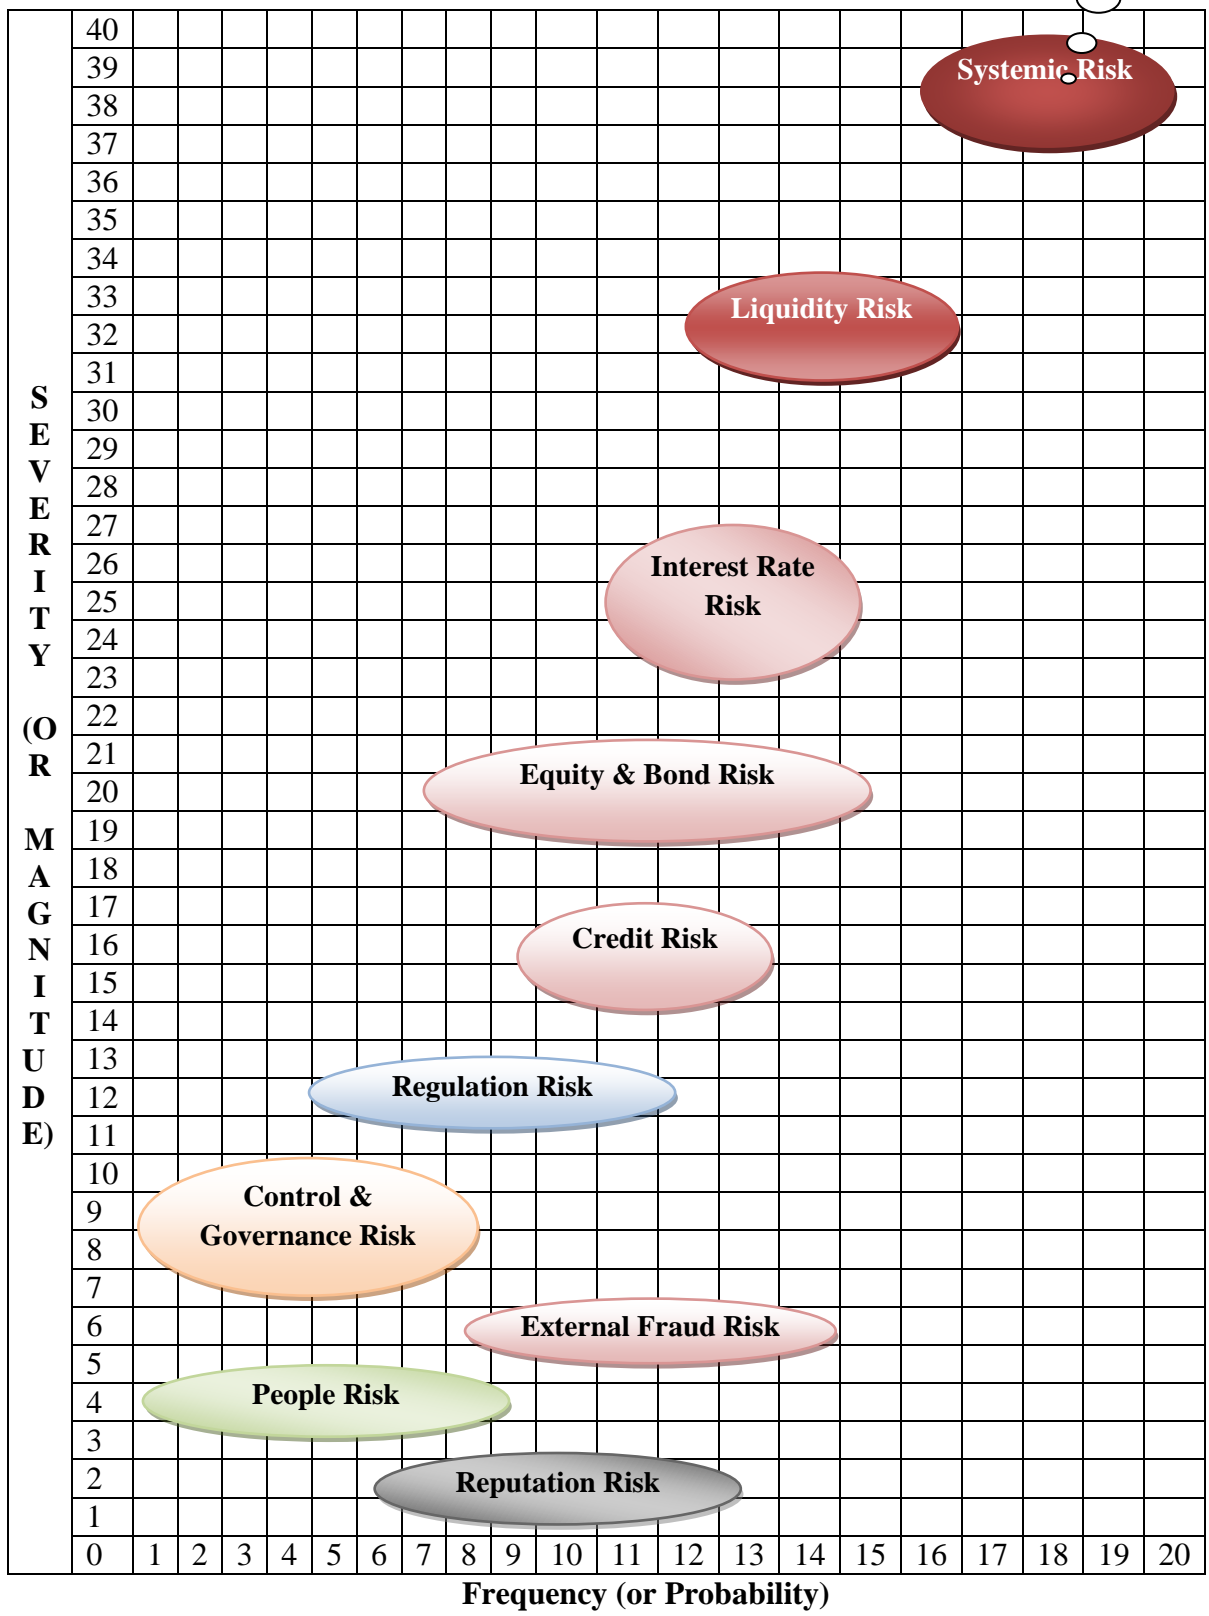 40
39
Systemic Risk
38
37
36
35
34
33
Liquidity Risk
32
31
30
29
28
27
26
Interest Rate
25
Risk
24
23
22
21
Equity & Bond Risk
20
19
18
17
16
Credit Risk
15
14
13
12
Regulation Risk
11
10
9
Control &
Governance Risk
8
7
6
External Fraud Risk
5
4
People Risk
3
2
Reputation Risk
1
S
E
V
E
R
I
T
Y
(O
R
M
A
G
N
I
T
U
D
E)
0 1 2 3 4 5 6 7 8 9 10 11 12 13 14 15 16 17 18 19 20
Frequency (or Probability)